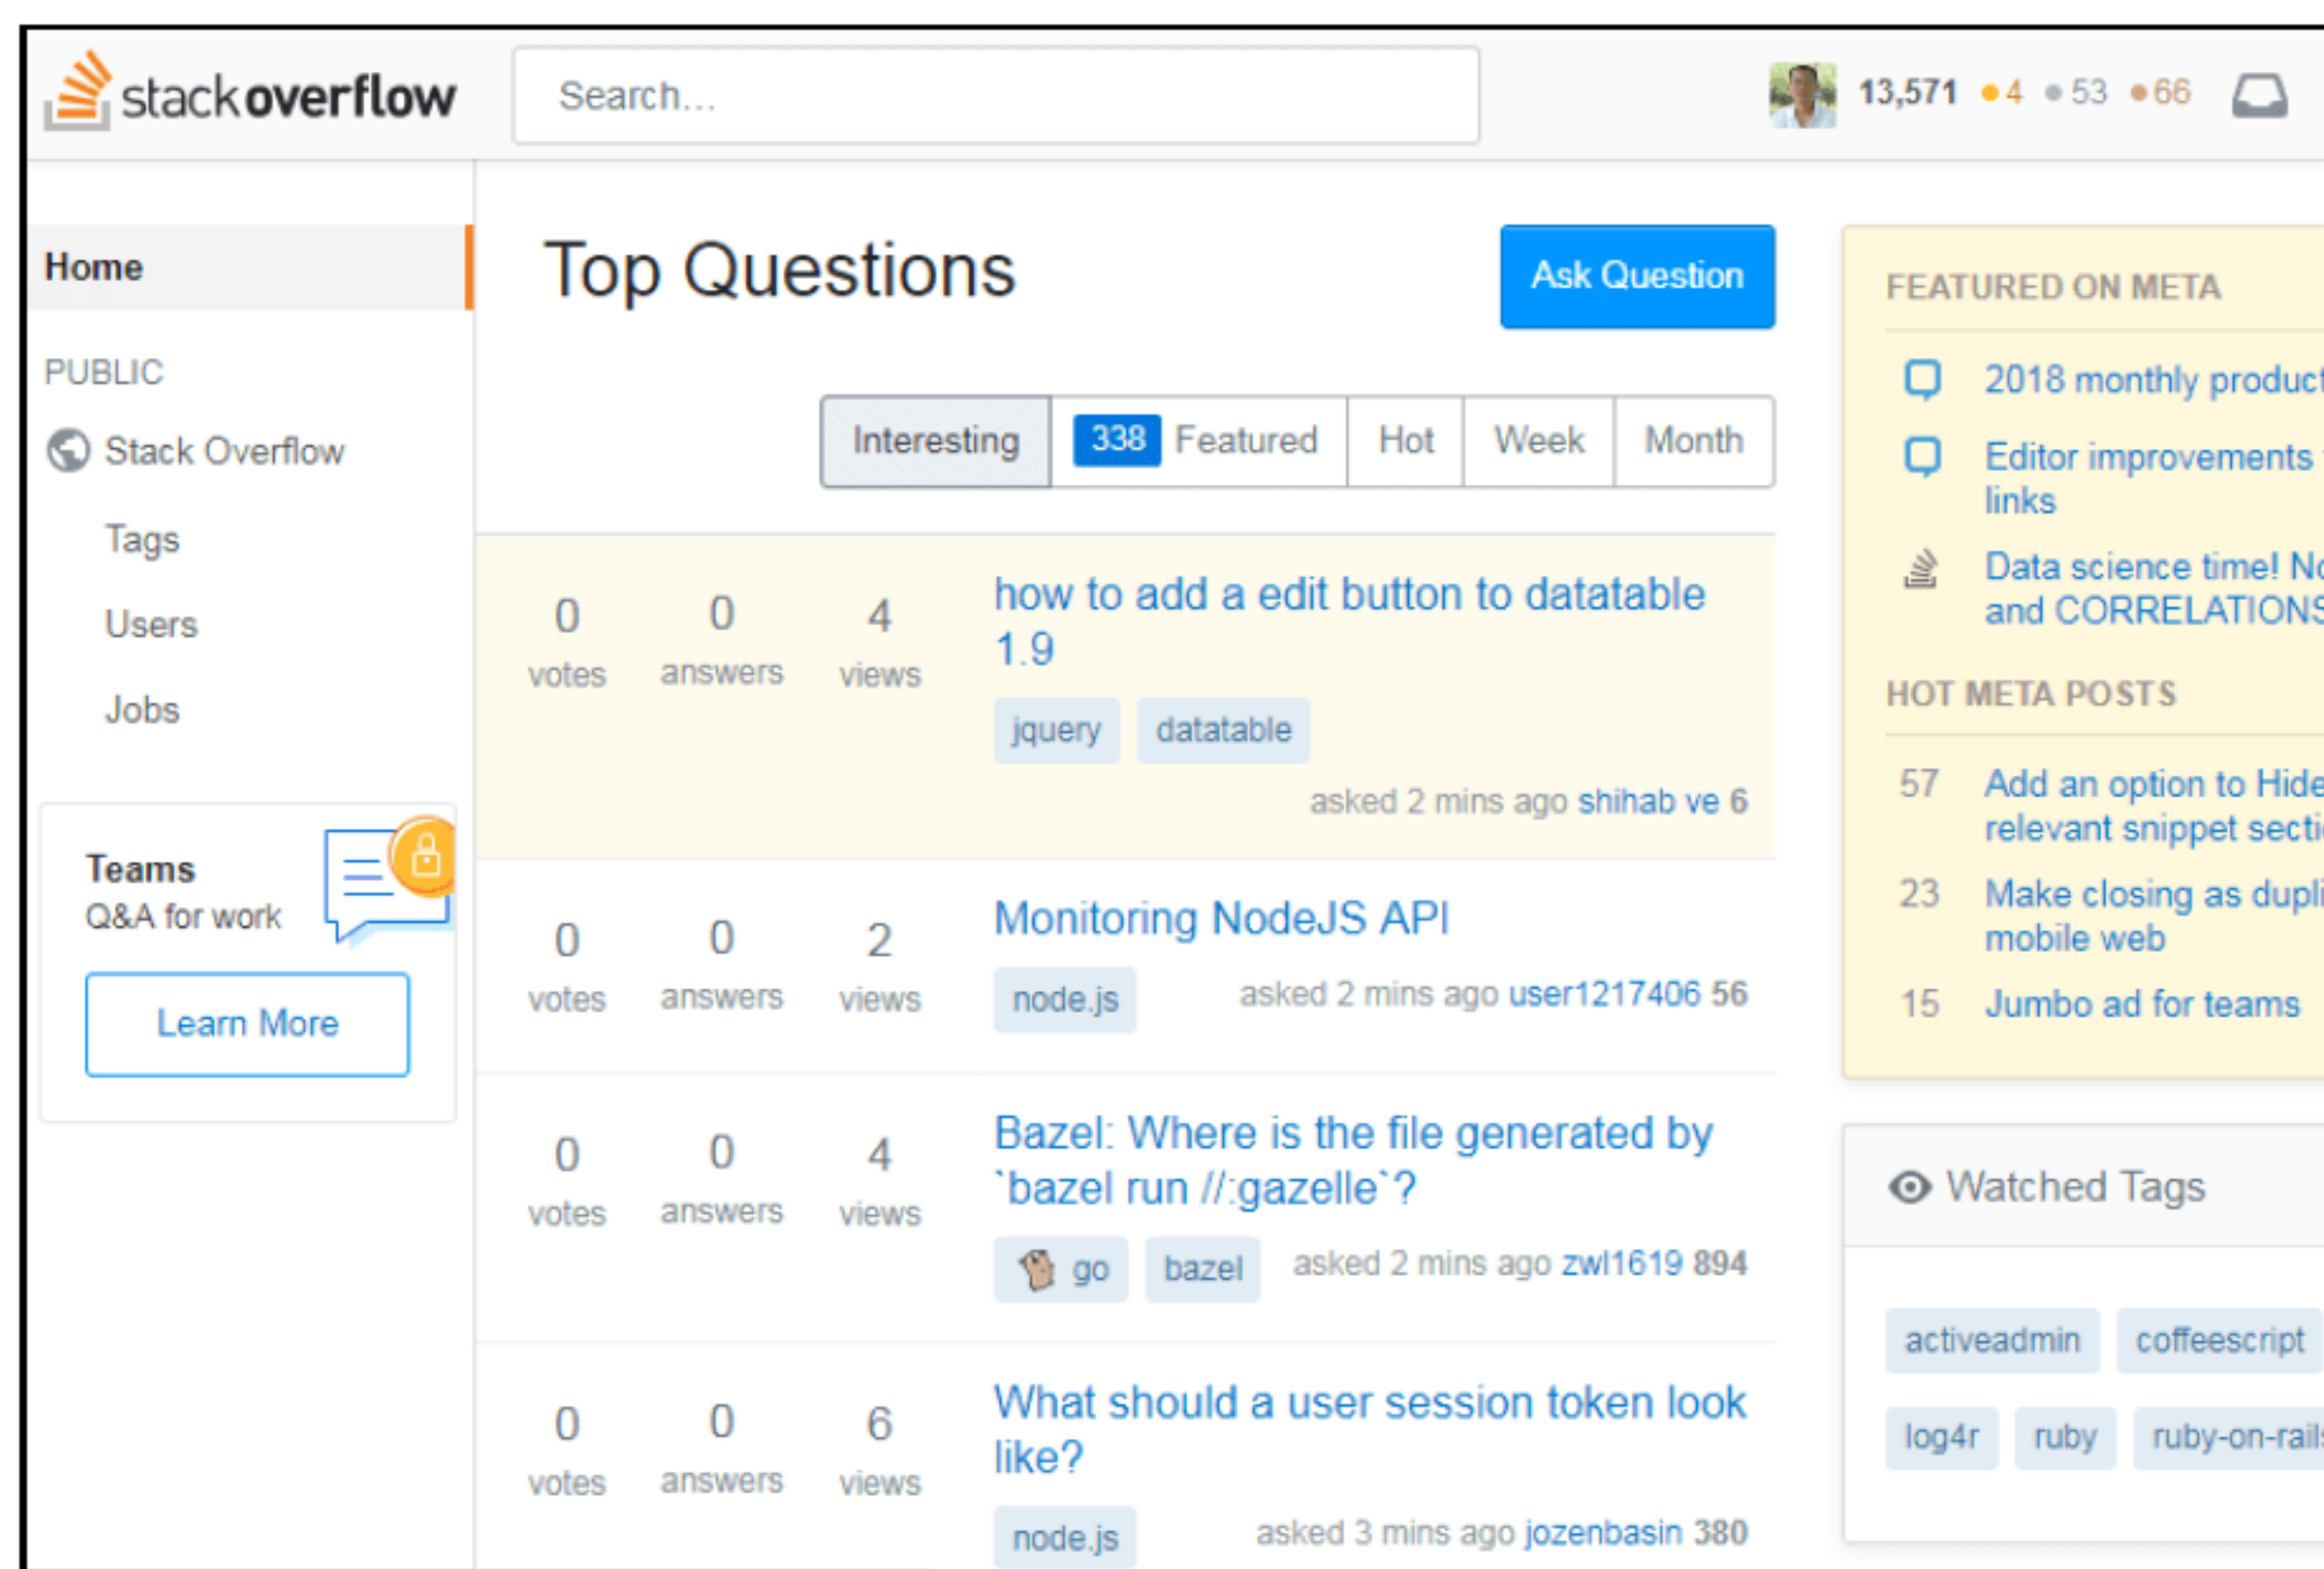 stackoverflow
Search...
13,571 4 53 66
Home
PUBLIC
Stack Overflow
Tags
Users
Jobs
Teams
Q&A for work
Learn More
Top Questions
Ask Question
Interesting 338 Featured Hot Week Month
0 votes 0 answers 4 views
how to add a edit button to datatable
1.9
jquery datatable
asked 2 mins ago shihab ve 6
0 votes 0 answers 2 views
Monitoring NodeJS API
node.js
asked 2 mins ago user1217406 56
0 votes 0 answers 4 views
Bazel: Where is the file generated by
`bazel run //:gazelle`?
go bazel
asked 2 mins ago zwl1619 894
0 votes 0 answers 6 views
What should a user session token look
like?
node.js
asked 3 mins ago jozenbasin 380
FEATURED ON META
2018 monthly product
Editor improvements
links
Data science time!
and CORRELATIONS
HOT META POSTS
57 Add an option to Hide
relevant snippet
23 Make closing as
mobile web
15 Jumbo ad for teams
Watched Tags
activeadmin coffeescript
log4r ruby ruby-on-rails